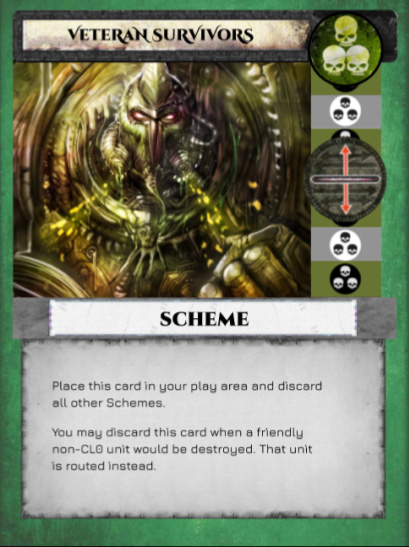 VETERAN SURVIVORS
SCHEME
Place this card in your play area and discard
all other Schemes.
You may discard this card when a friendly
non-CL0 unit would be destroyed. That unit
is routed instead.